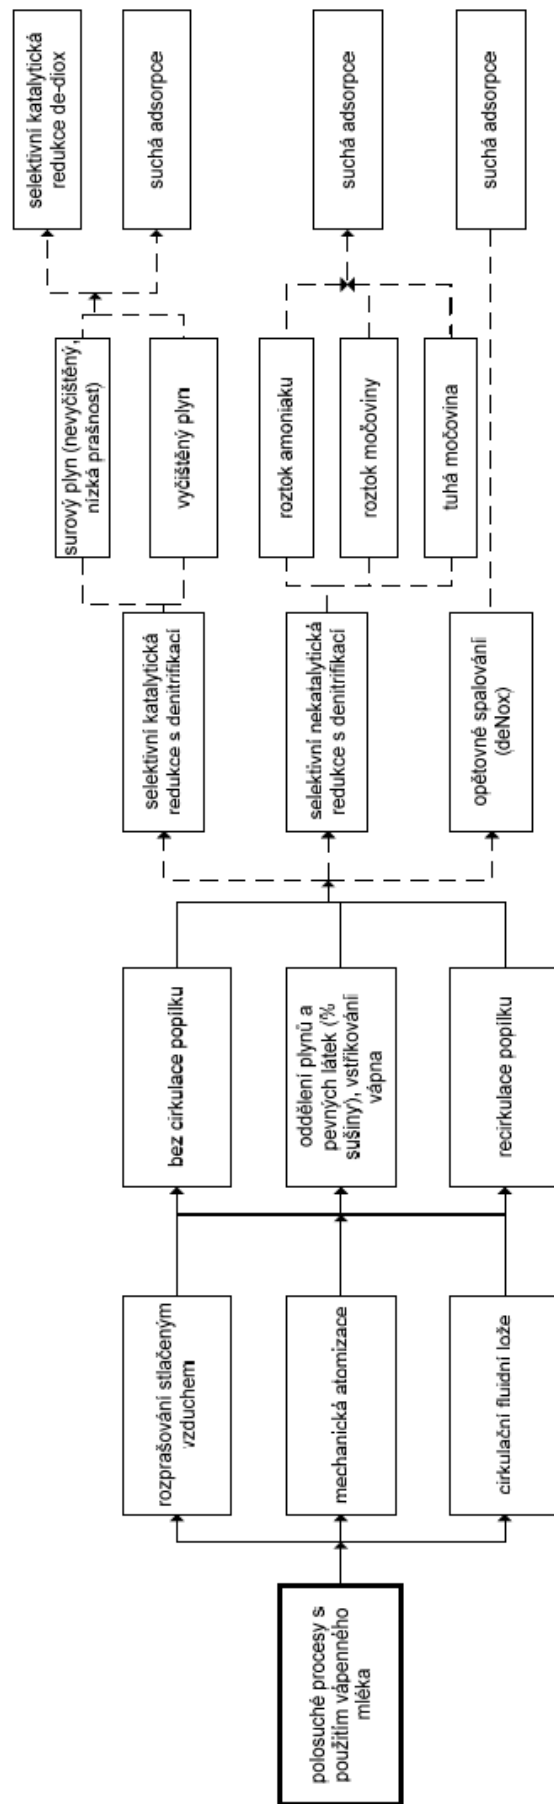 polosuché procesy s
použitím vápenného
mléka
rozprašování stlačeným
vzduchem
mechanická atomizace
cirkulační fluidní lože
bez cirkulace popílku
oddělení plynů a
pevných látek (%
sušiny), vstřikování
vápna
recirkulace popílku
selektivní katalytická
redukce s denitrifikací
selektivní nekatalytická
redukce s denitrifikací
opětovné spalování
(deNox)
surový plyn (nevyčištěný,
nízká prašnost)
vyčištěný plyn
roztok amoniaku
roztok močoviny
tuhá močovina
selektivní katalytická
redukce de-diox
suchá adsorpce
suchá adsorpce
suchá adsorpce